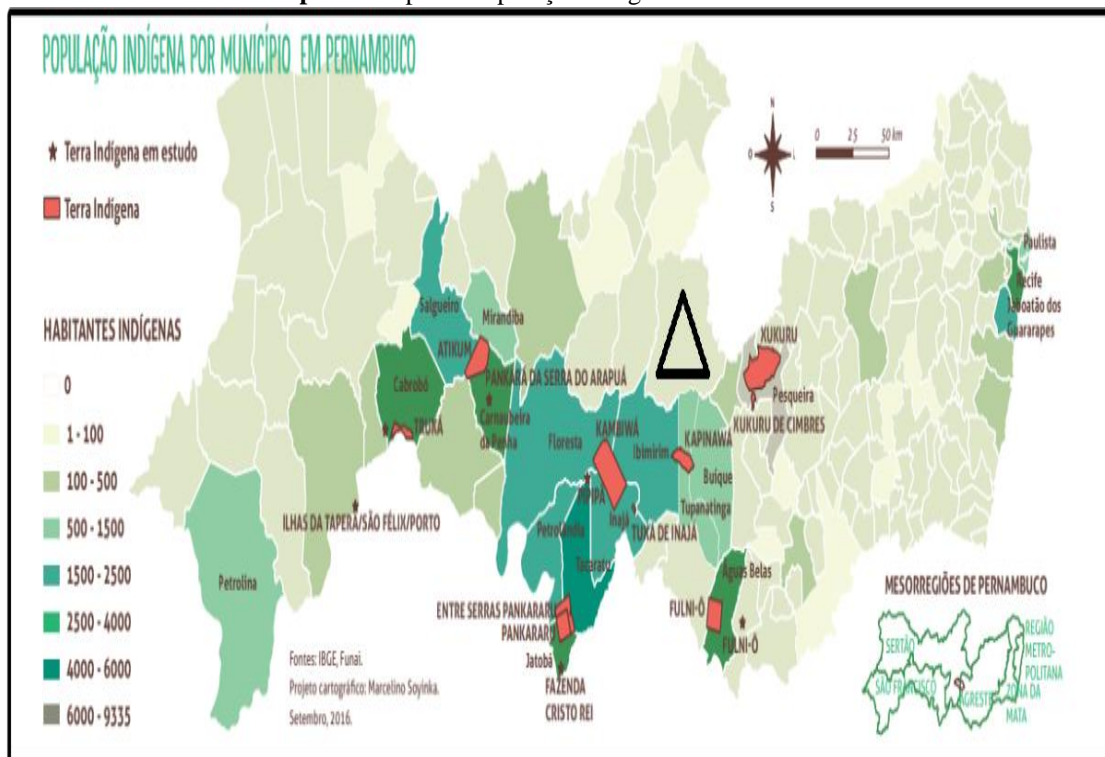 POPULAÇÃO INDÍGENA POR MUNICÍPIO EM PERNAMBUCO
Terra Indígena em estudo
Terra Indígena
HABITANTES INDÍGENAS
0
1 - 100
100 - 500
500 - 1500
1500 - 2500
2500 - 4000
4000 - 6000
6000 - 9335
N
O
L
S
0 25 50 km
Paulista
Recife
Jaboatão dos
Guararapes
Salgueiro
Mirandiba
ATIKUM
PANKARÁ DA SERRA DO ARAPUÁ
Cabrobó
Carnaubeira
da Penha
TRUKÁ
XUKURU
Pesqueira
XUKURU DE CIMBRES
Floresta
KAMBIWÁ
Ibimirim
KAPINAWÁ
Buíque
Tupanatinga
PIPIPÃ
Inajá
TUXÁ DE INAJÁ
ILHAS DA TAPERA/SÃO FÉLIX/PORTO
Petrolina
Petrolândia
Tacaratu
Águas Belas
ENTRE SERRAS PANKARARU
PANKARARU
FULNI-Ô
FULNI-Ô
Jatobá
FAZENDA
CRISTO REI
Fontes: IBGE, Funai.
Projeto cartográfico: Marcelino Soyinka.
Setembro, 2016.
MESORREGIÕES DE PERNAMBUCO
SERTÃO
SÃO FRANCISCO
AGRESTE
REGIÃO
METRO-
POLITANA
ZONA DA
MATA